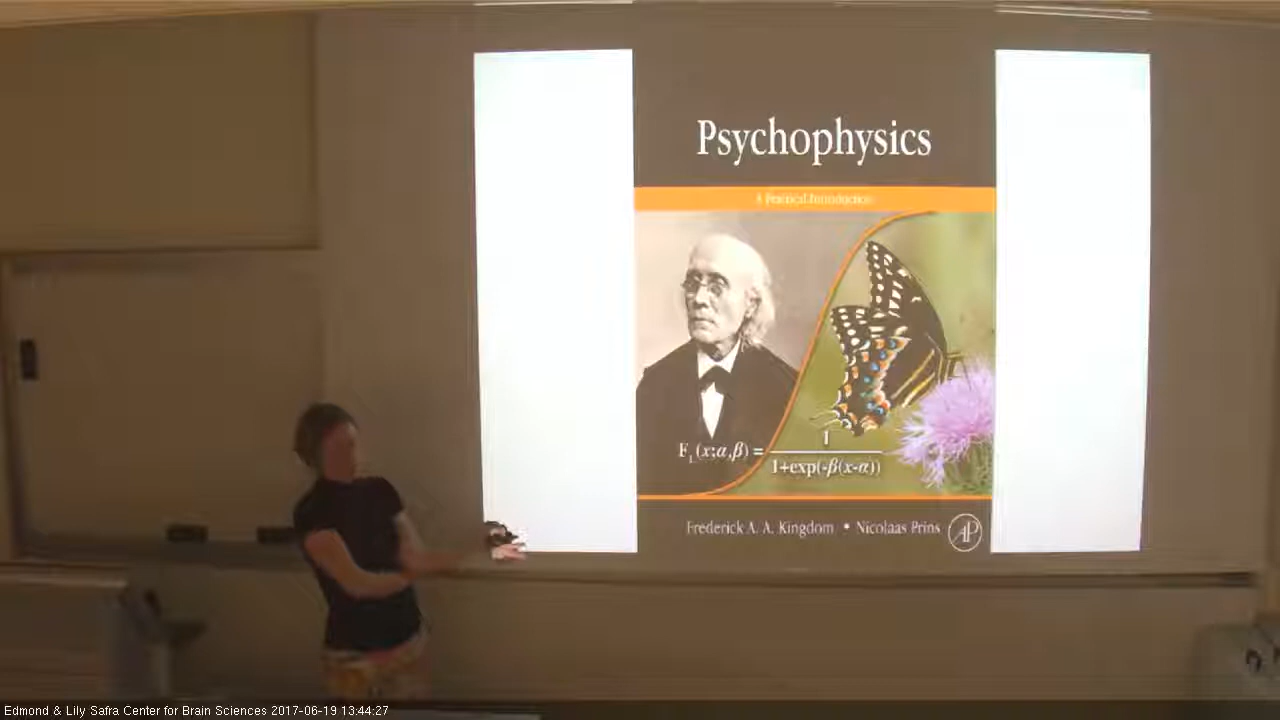 Psychophysics
A Practical Introduction
F_L(x;α,β) = 1 / 1+exp(-β(x-α))
Frederick A. A. Kingdom • Nicolaas Prins
AP
Edmond & Lily Safra Center for Brain Sciences 2017-06-19 13:44:27